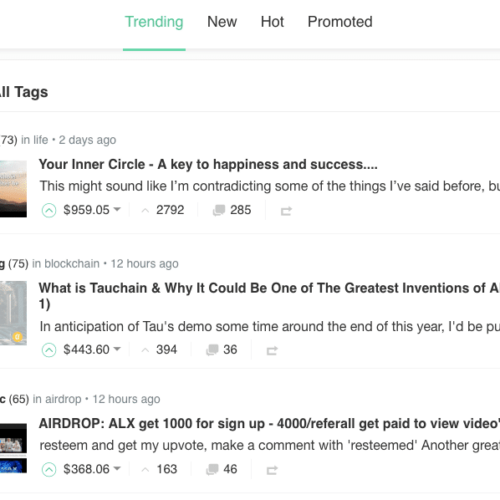 Trending New Hot Promoted
All Tags
73) in life • 2 days ago
Your Inner Circle - A key to happiness and success....
This might sound like I'm contradicting some of the things I've said before, bu
$959.05 2792 285
g (75) in blockchain • 12 hours ago
What is Tauchain & Why It Could Be One of The Greatest Inventions of Al
1)
In anticipation of Tau's demo some time around the end of this year, I'd be pu
$443.60 394 36
c (65) in airdrop • 12 hours ago
AIRDROP: ALX get 1000 for sign up - 4000/referall get paid to view video'
resteem and get my upvote, make a comment with 'resteemed' Another grea
$368.06 163 46